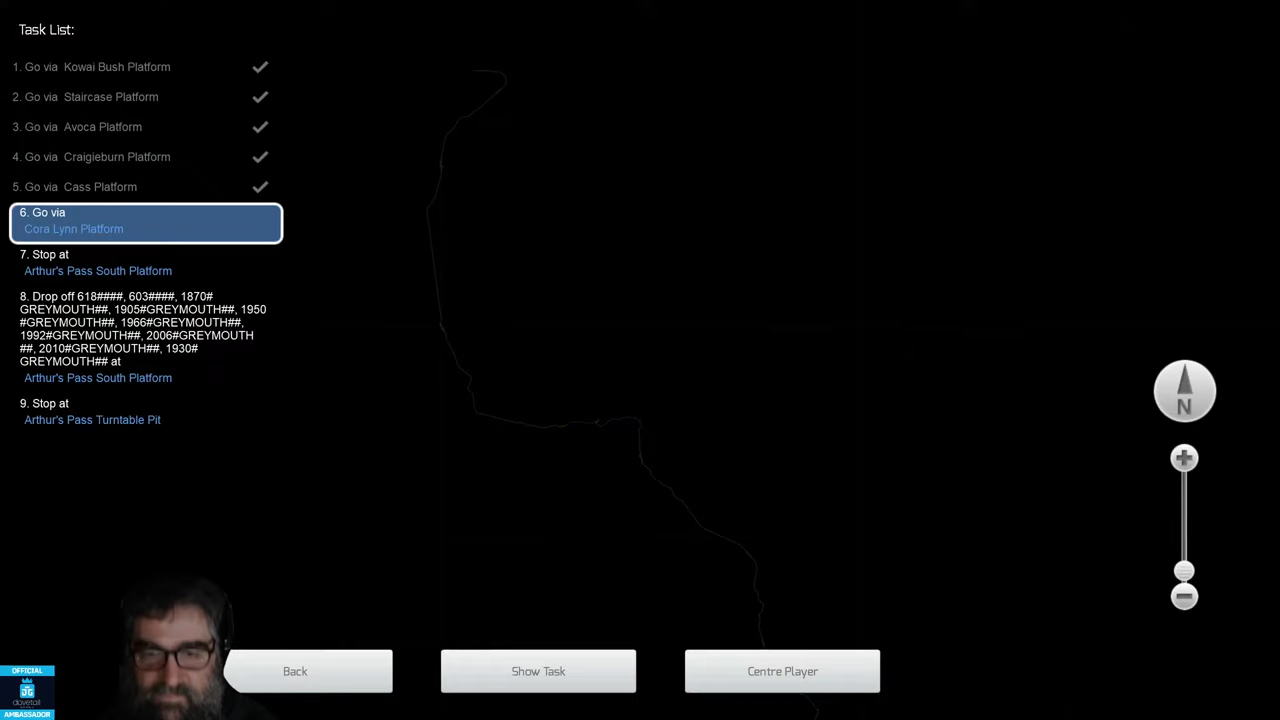 Task List:
1. Go via Kowai Bush Platform
2. Go via Staircase Platform
3. Go via Avoca Platform
4. Go via Craigieburn Platform
5. Go via Cass Platform
6. Go via
Cora Lynn Platform
7. Stop at
Arthur's Pass South Platform
8. Drop off 618####, 603####, 1870#
GREYMOUTH##, 1905#GREYMOUTH##, 1950
#GREYMOUTH##, 1966#GREYMOUTH##,
1992#GREYMOUTH##, 2006#GREYMOUTH
##, 2010#GREYMOUTH##, 1930#
GREYMOUTH## at
Arthur's Pass South Platform
9. Stop at
Arthur's Pass Turntable Pit
N
Back
Show Task
Centre Player
OFFICIAL
dovetail
AMBASSADOR